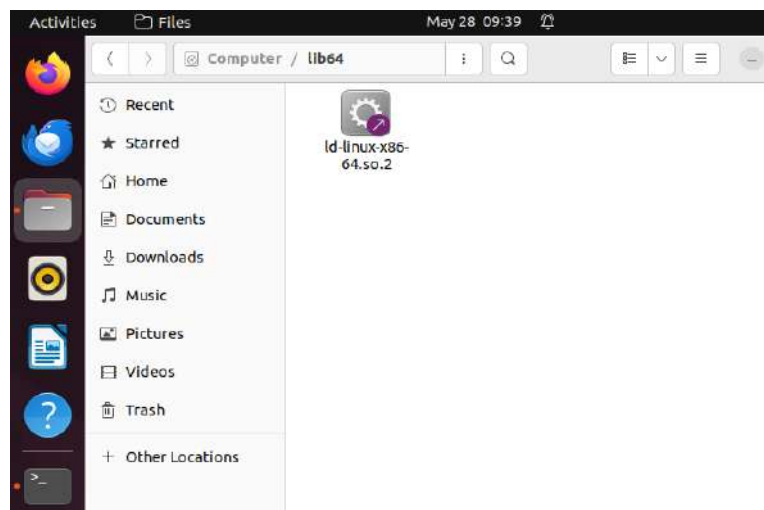 Activities Files May 28 09:39
Computer / lib64
Recent
Starred
Home
Documents
Downloads
Music
Pictures
Videos
Trash
+ Other Locations
ld-linux-x86-
64.so.2
?
>_